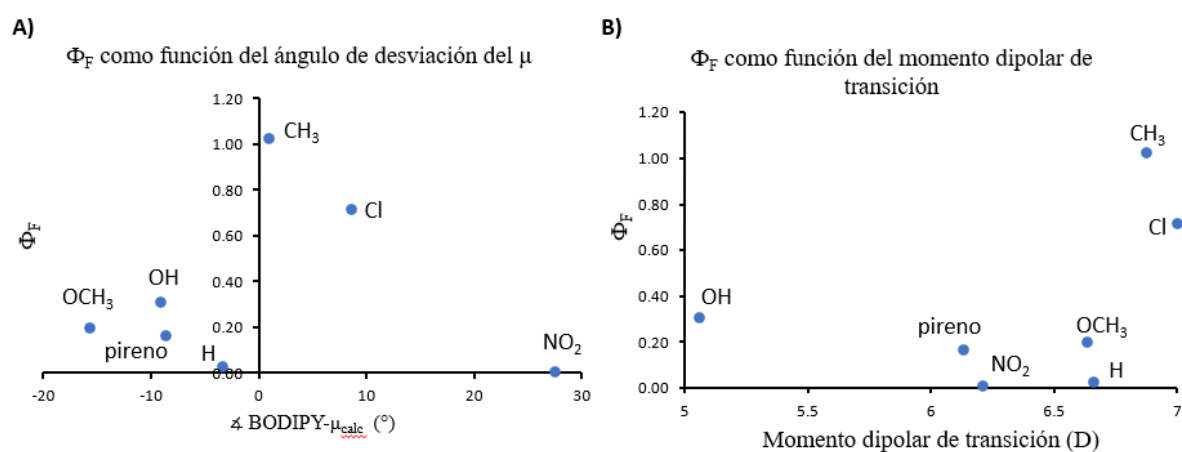 A)
ΦF como función del ángulo de desviación del μ
1.20
1.00
0.80
0.60
0.40
0.20
0.00
ΦF
CH3
Cl
OH
OCH3
pireno
H
NO2
-20 -10 0 10 20 30
∡ BODIPY-μcalc (°)
B)
ΦF como función del momento dipolar de
transición
1.20
1.00
0.80
0.60
0.40
0.20
0.00
ΦF
CH3
Cl
OH
pireno
OCH3
NO2
H
5 5.5 6 6.5 7
Momento dipolar de transición (D)